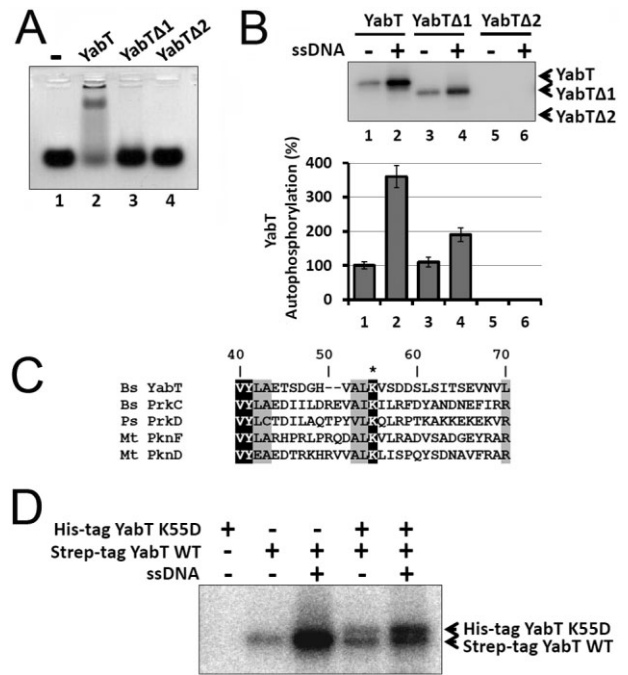 A
- YabT YabTΔ1 YabTΔ2
1 2 3 4
B
YabT YabTΔ1 YabTΔ2
ssDNA - + - + - +
YabT
YabTΔ1
YabTΔ2
1 2 3 4 5 6
YabT
Autophosphorylation (%)
400
300
200
100
0
1 2 3 4 5 6
C
40 50 60 70
*
Bs YabT VYLAETSDGH--VALKVSDDSLSITSEVNVL
Bs PrkC VYLAEDIILDREVAIKILRFDYANDNEFIRR
Ps PrkD VYLCTDILAQTPYVLKQLRPTKAKKEKEKVR
Mt PknF VYLARHPRLPRQDALKVLRADVSADGEYRAR
Mt PknD VYEAEDTRKHRVVALKLISPQYSDNAVFRAR
D
His-tag YabT K55D + - - + +
Strep-tag YabT WT - + + + +
ssDNA - - + - +
His-tag YabT K55D
Strep-tag YabT WT